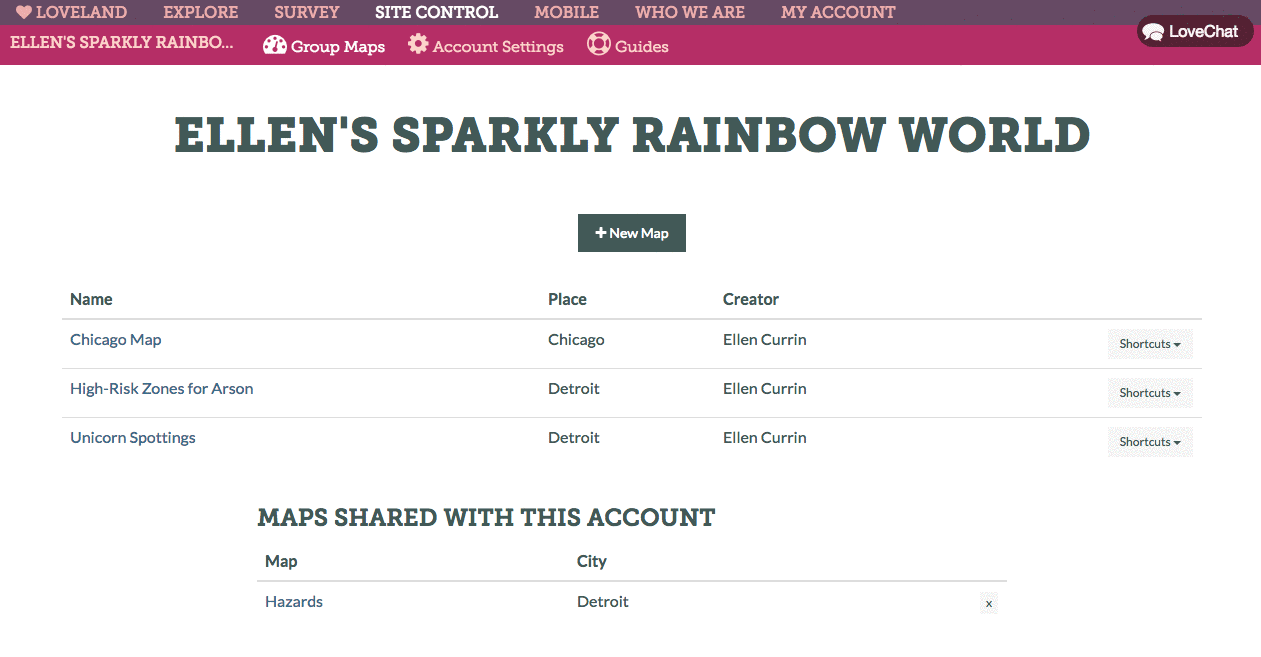 LOVELAND EXPLORE SURVEY SITE CONTROL MOBILE WHO WE ARE MY ACCOUNT
ELLEN'S SPARKLY RAINBO... Group Maps Account Settings Guides LoveChat
ELLEN'S SPARKLY RAINBOW WORLD
+ New Map
Name Place Creator
Chicago Map Chicago Ellen Currin Shortcuts
High-Risk Zones for Arson Detroit Ellen Currin Shortcuts
Unicorn Spottings Detroit Ellen Currin Shortcuts
MAPS SHARED WITH THIS ACCOUNT
Map City
Hazards Detroit x